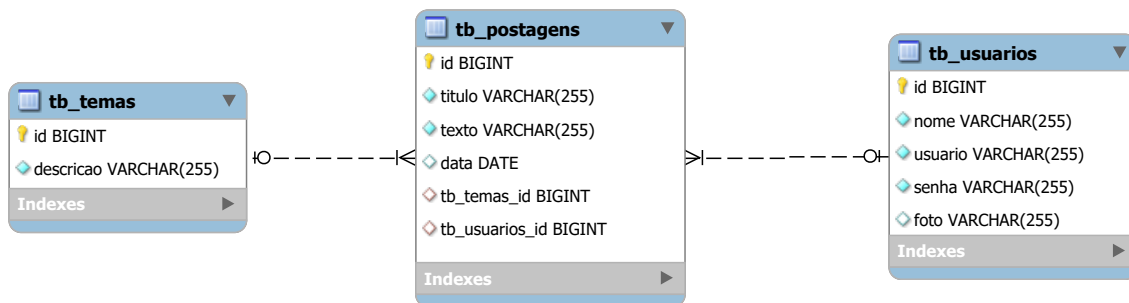 tb_temas
id BIGINT
descricao VARCHAR(255)
Indexes
tb_postagens
id BIGINT
titulo VARCHAR(255)
texto VARCHAR(255)
data DATE
tb_temas_id BIGINT
tb_usuarios_id BIGINT
Indexes
tb_usuarios
id BIGINT
nome VARCHAR(255)
usuario VARCHAR(255)
senha VARCHAR(255)
foto VARCHAR(255)
Indexes